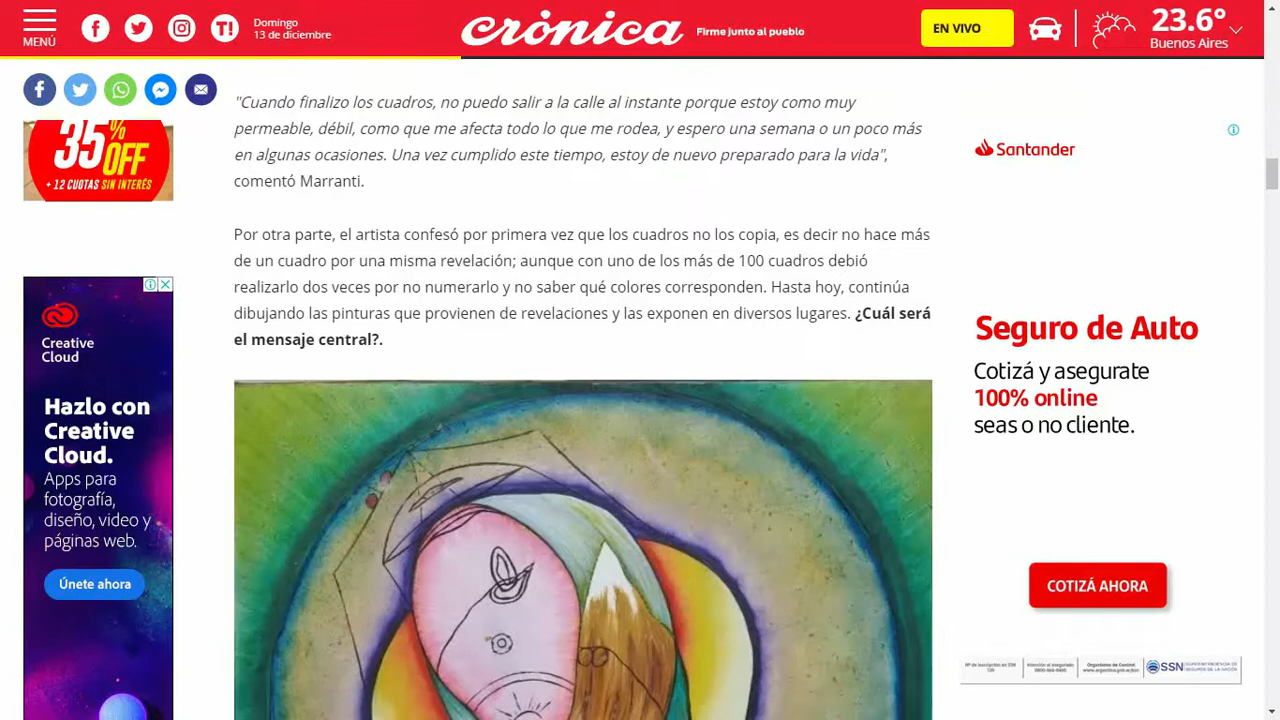 MENÚ
Domingo
13 de diciembre
crònica
Firme junto al pueblo
EN VIVO
23.6°
Buenos Aires
35% OFF
+ 12 CUOTAS SIN INTERÉS
"Cuando finalizo los cuadros, no puedo salir a la calle al instante porque estoy como muy
permeable, débil, como que me afecta todo lo que me rodea, y espero una semana o un poco más
en algunas ocasiones. Una vez cumplido este tiempo, estoy de nuevo preparado para la vida",
comentó Marranti.
Por otra parte, el artista confesó por primera vez que los cuadros no los copia, es decir no hace más
de un cuadro por una misma revelación; aunque con uno de los más de 100 cuadros debió
realizarlo dos veces por no numerarlo y no saber qué colores corresponden. Hasta hoy, continúa
dibujando las pinturas que provienen de revelaciones y las exponen en diversos lugares. ¿Cuál será
el mensaje central?.
Creative
Cloud
Hazlo con
Creative
Cloud.
Apps para
fotografía,
diseño, video y
páginas web.
Únete ahora
Santander
Seguro de Auto
Cotizá y asegurate
100% online
seas o no cliente.
COTIZÁ AHORA
SSN